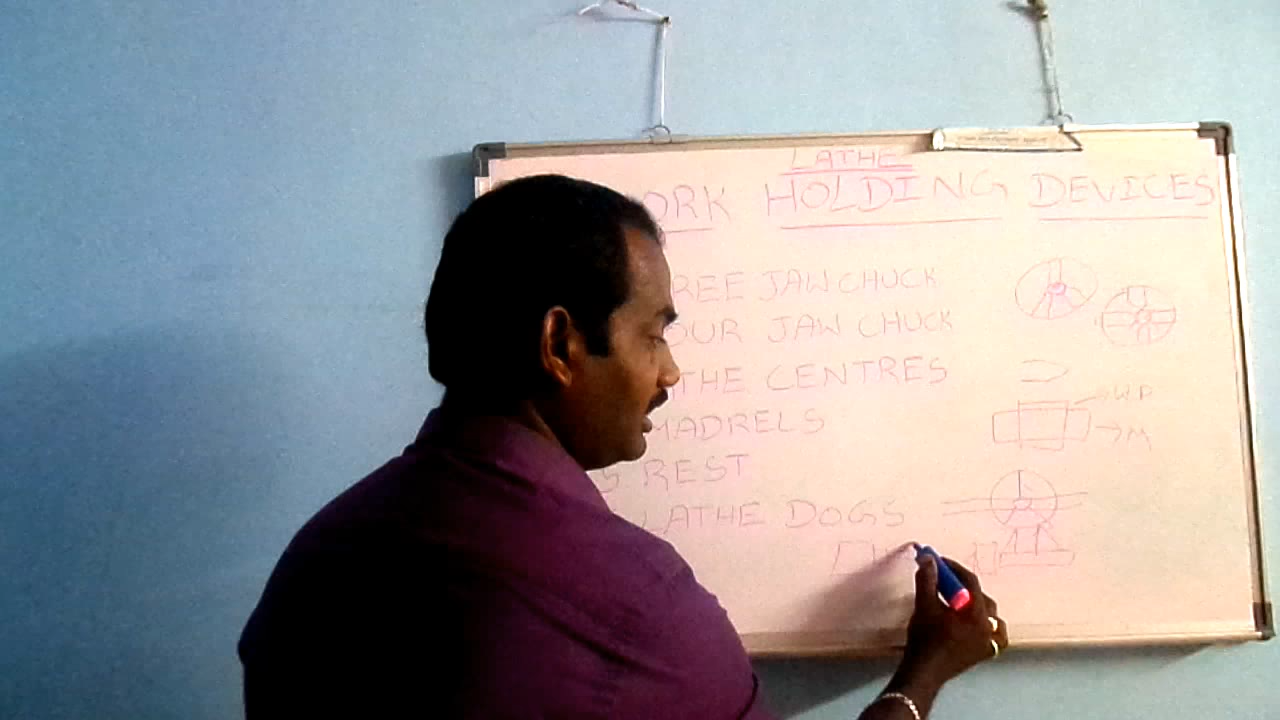 LATHE
ORK HOLDING DEVICES
REE JAW CHUCK
OUR JAW CHUCK
THE CENTRES
→ W.P
MADRELS
→ M
S REST
LATHE DOGS